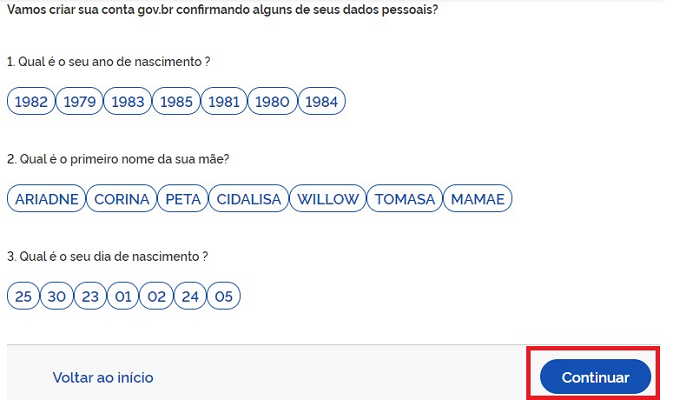 Vamos criar sua conta gov.br confirmando alguns de seus dados pessoais?
1. Qual é o seu ano de nascimento ?
1982 1979 1983 1985 1981 1980 1984
2. Qual é o primeiro nome da sua mãe?
ARIADNE CORINA PETA CIDALISA WILLOW TOMASA MAMAE
3. Qual é o seu dia de nascimento ?
25 30 23 01 02 24 05
Voltar ao início Continuar